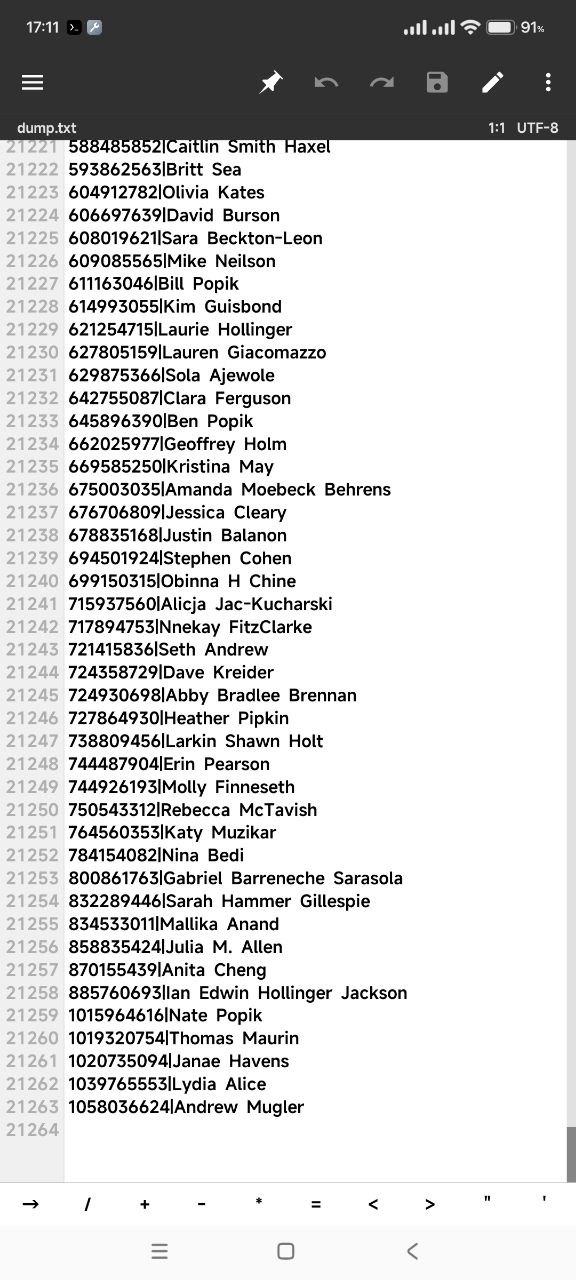 17:11 91%
dump.txt 1:1 UTF-8
21221 588485852|Caitlin Smith Haxel
21222 593862563|Britt Sea
21223 604912782|Olivia Kates
21224 606697639|David Burson
21225 608019621|Sara Beckton-Leon
21226 609085565|Mike Neilson
21227 611163046|Bill Popik
21228 614993055|Kim Guisbond
21229 621254715|Laurie Hollinger
21230 627805159|Lauren Giacomazzo
21231 629875366|Sola Ajewole
21232 642755087|Clara Ferguson
21233 645896390|Ben Popik
21234 662025977|Geoffrey Holm
21235 669585250|Kristina May
21236 675003035|Amanda Moebeck Behrens
21237 676706809|Jessica Cleary
21238 678835168|Justin Balanon
21239 694501924|Stephen Cohen
21240 699150315|Obinna H Chine
21241 715937560|Alicja Jac-Kucharski
21242 717894753|Nnekay FitzClarke
21243 721415836|Seth Andrew
21244 724358729|Dave Kreider
21245 724930698|Abby Bradlee Brennan
21246 727864930|Heather Pipkin
21247 738809456|Larkin Shawn Holt
21248 744487904|Erin Pearson
21249 744926193|Molly Finneseth
21250 750543312|Rebecca McTavish
21251 764560353|Katy Muzikar
21252 784154082|Nina Bedi
21253 800861763|Gabriel Barreneche Sarasola
21254 832289446|Sarah Hammer Gillespie
21255 834533011|Mallika Anand
21256 858835424|Julia M. Allen
21257 870155439|Anita Cheng
21258 885760693|Ian Edwin Hollinger Jackson
21259 1015964616|Nate Popik
21260 1019320754|Thomas Maurin
21261 1020735094|Janae Havens
21262 1039765553|Lydia Alice
21263 1058036624|Andrew Mugler
21264
→ / + - * = < > " '